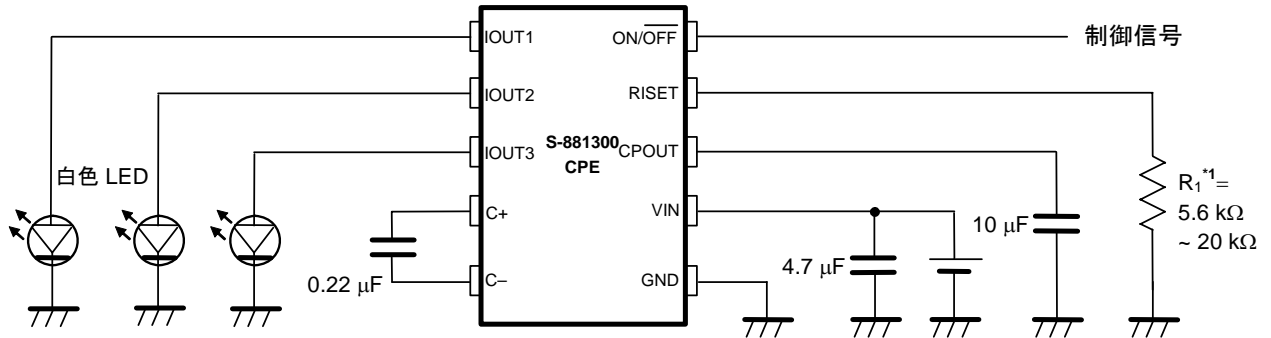 IOUT1
ON/OFF
制御信号
IOUT2
RISET
S-881300
CPE
IOUT3
CPOUT
白色 LED
R₁*¹=
5.6 kΩ
~ 20 kΩ
C+
VIN
10 μF
0.22 μF
4.7 μF
C−
GND